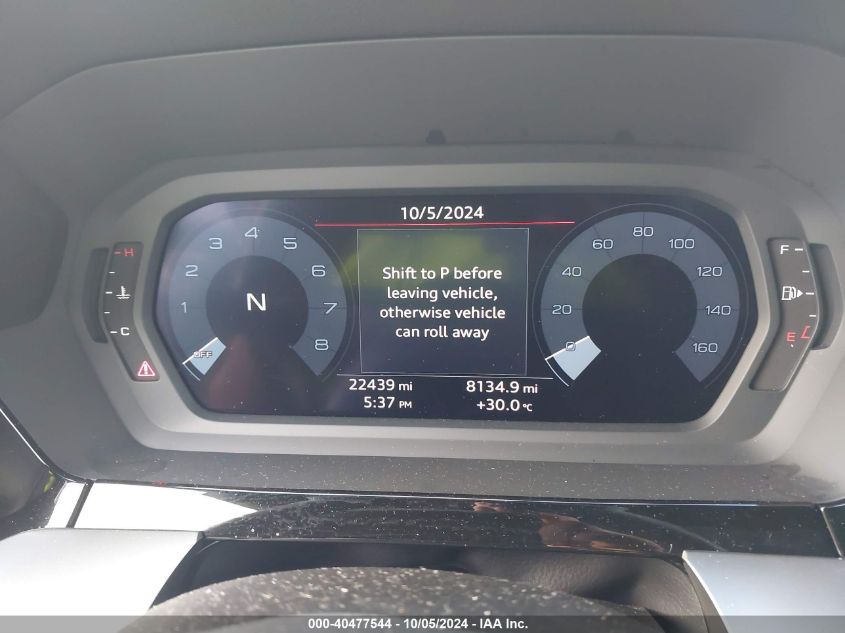 10/5/2024
H
C
OFF
1
2
3
4
5
6
7
8
N
Shift to P before
leaving vehicle,
otherwise vehicle
can roll away
0
20
40
60
80
100
120
140
160
F
E
22439 mi
8134.9 mi
5:37 PM
+30.0 °C
000-40477544 - 10/05/2024 - IAA Inc.